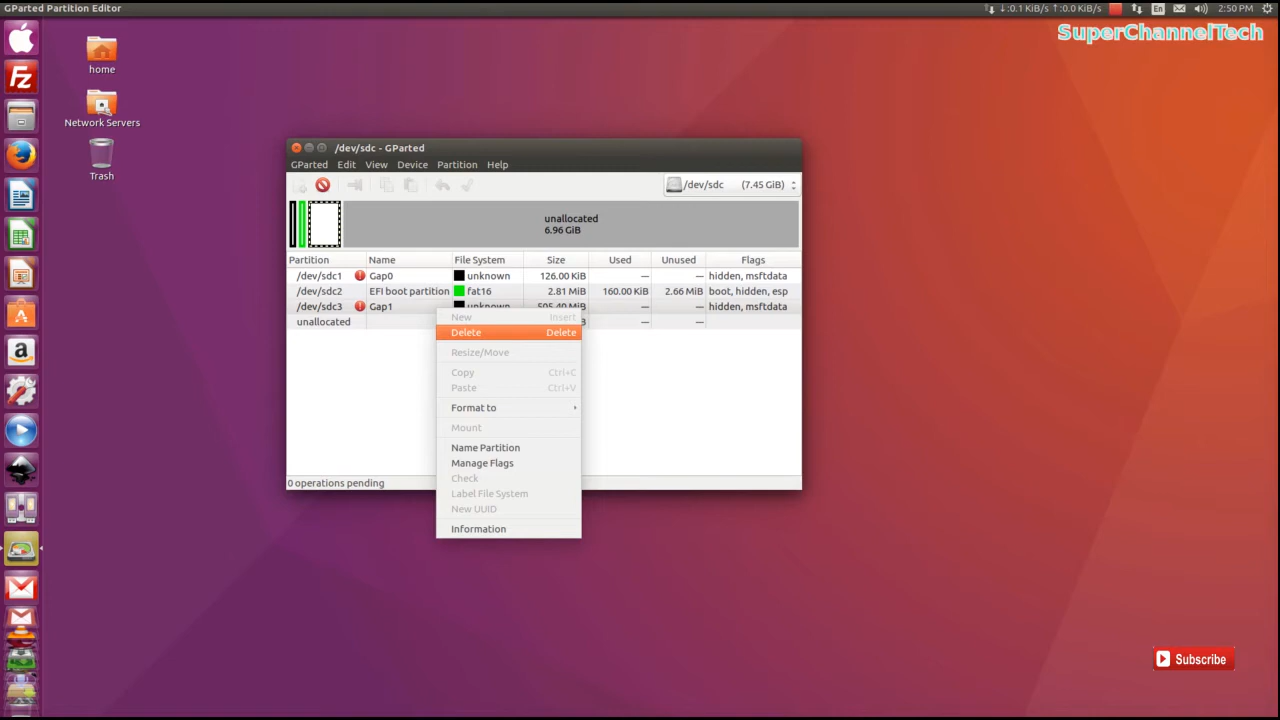 GParted Partition Editor
↓:0.1 KiB/s ↑:0.0 KiB/s En 2:50 PM
SuperChannelTech
home
Network Servers
Trash
/dev/sdc - GParted
GParted Edit View Device Partition Help
/dev/sdc (7.45 GiB)
unallocated
6.96 GiB
Partition Name File System Size Used Unused Flags
/dev/sdc1 Gap0 unknown 126.00 KiB — — hidden, msftdata
/dev/sdc2 EFI boot partition fat16 2.81 MiB 160.00 KiB 2.66 MiB boot, hidden, esp
/dev/sdc3 Gap1 unknown 505.40 MiB — — hidden, msftdata
unallocated — —
New Insert
Delete Delete
Resize/Move
Copy Ctrl+C
Paste Ctrl+V
Format to
Mount
Name Partition
Manage Flags
Check
Label File System
New UUID
Information
0 operations pending
Subscribe